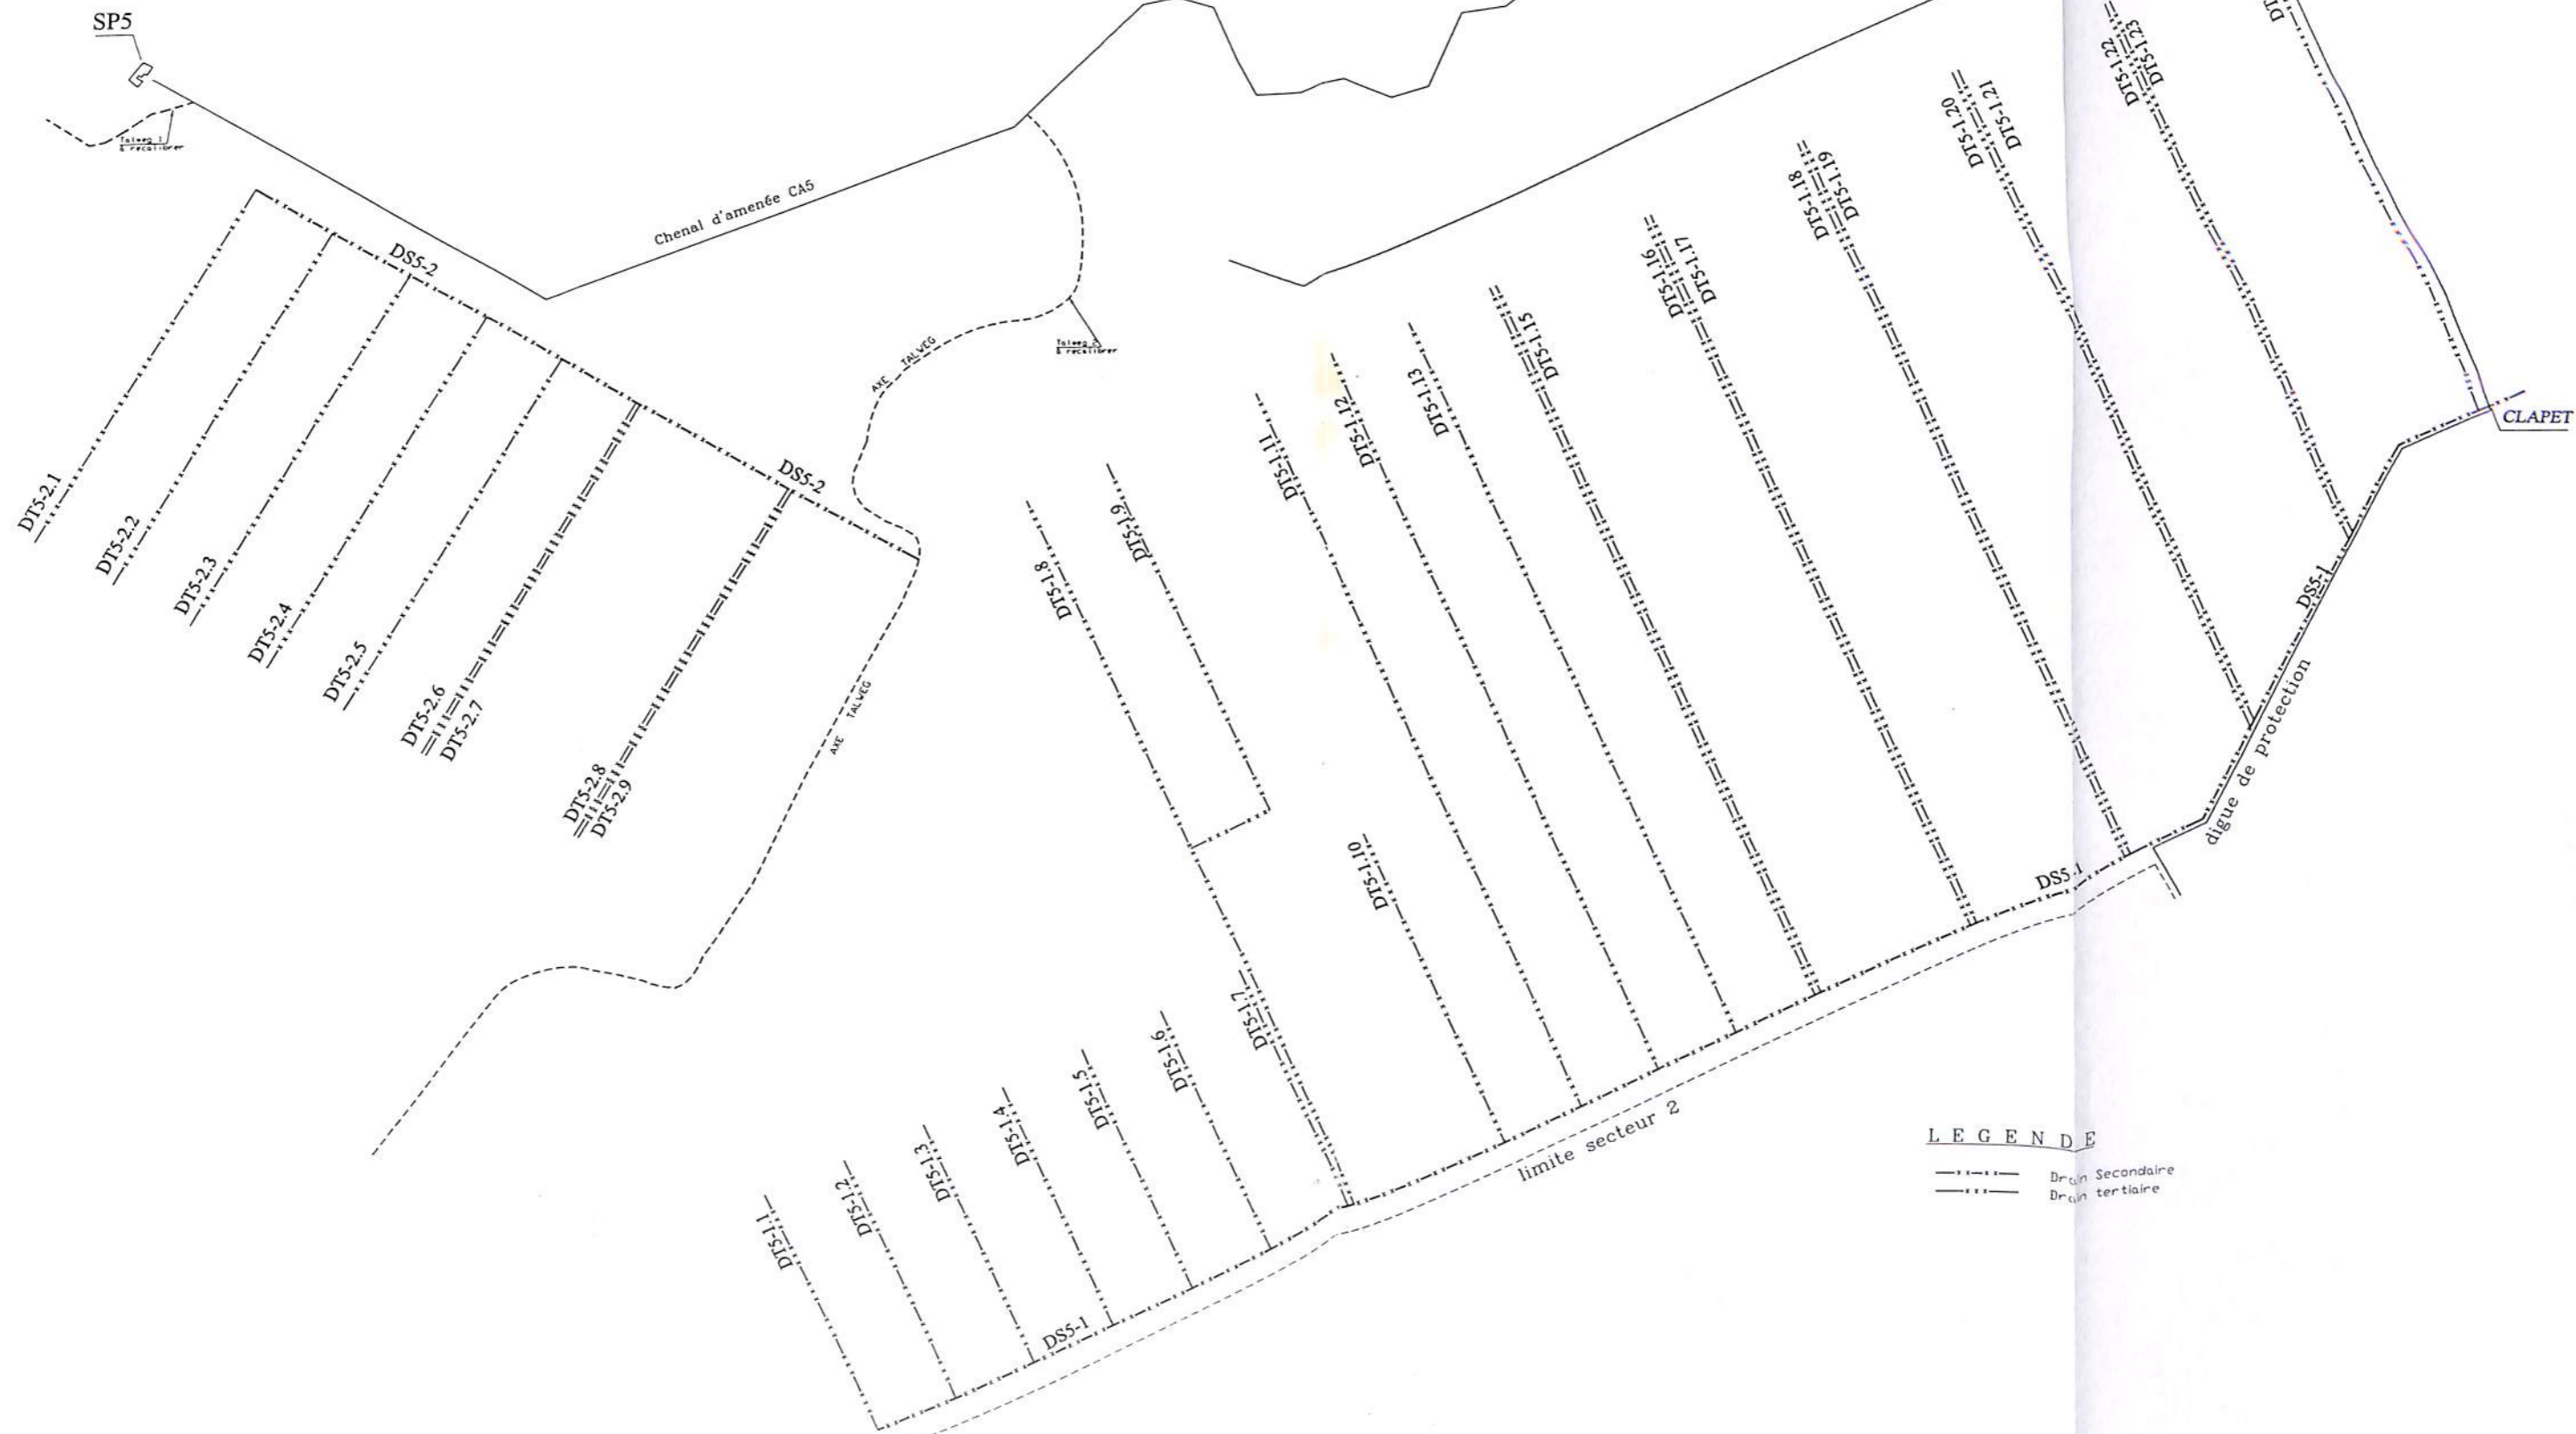 SP5
Talweg 1
à recalibrer
Chenal d'amenée CA5
DS5-2
DS5-2
DT5-2.1
DT5-2.2
DT5-2.3
DT5-2.4
DT5-2.5
DT5-2.6
DT5-2.7
DT5-2.8
DT5-2.9
AXE TALWEG
Talweg 2
à recalibrer
AXE TALWEG
DT5-1.1
DT5-1.2
DT5-1.3
DT5-1.4
DT5-1.5
DT5-1.6
DT5-1.7
DT5-1.8
DT5-1.9
DT5-1.10
DT5-1.11
DT5-1.12
DT5-1.13
DT5-1.15
DT5-1.16
DT5-1.17
DT5-1.18
DT5-1.19
DT5-1.20
DT5-1.21
DT5-1.22
DT5-1.23
DT
CLAPET
DS5-1
digue de protection
DS5-1
DS5-1
limite secteur 2
LEGENDE
Drain Secondaire
Drain tertiaire